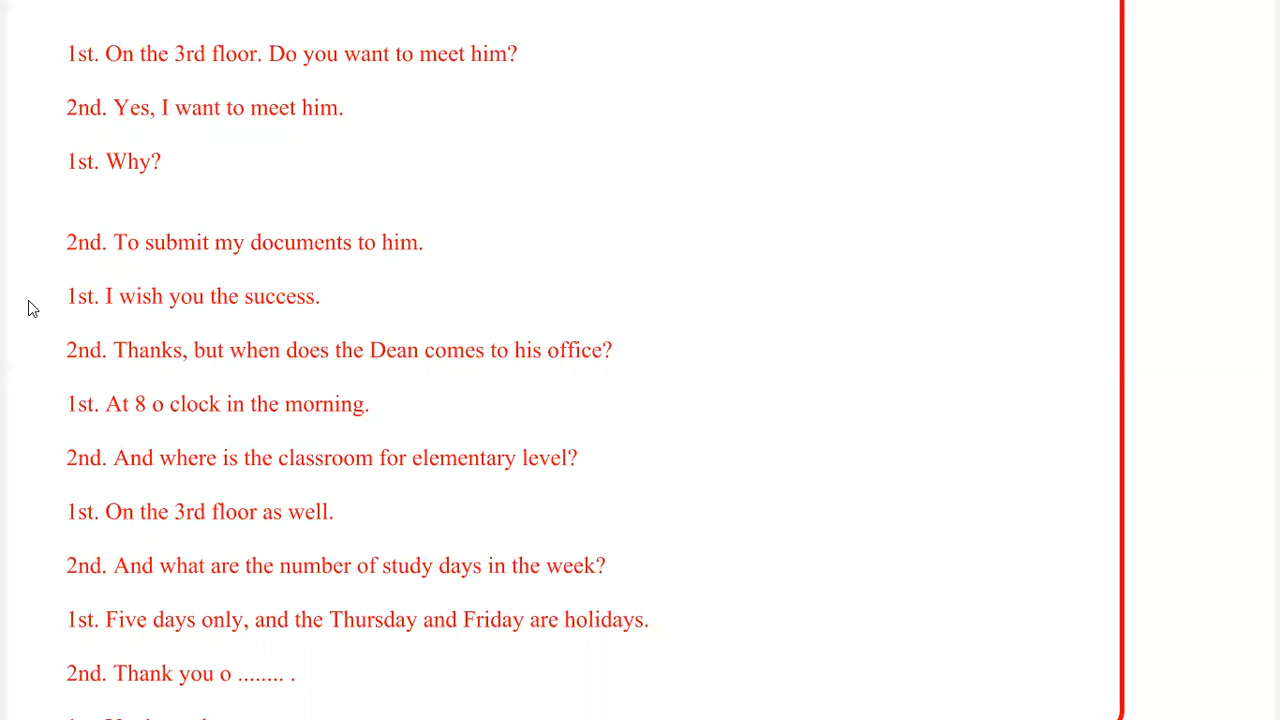 1st. On the 3rd floor. Do you want to meet him?
2nd. Yes, I want to meet him.
1st. Why?
2nd. To submit my documents to him.
1st. I wish you the success.
2nd. Thanks, but when does the Dean comes to his office?
1st. At 8 o clock in the morning.
2nd. And where is the classroom for elementary level?
1st. On the 3rd floor as well.
2nd. And what are the number of study days in the week?
1st. Five days only, and the Thursday and Friday are holidays.
2nd. Thank you o ........ .